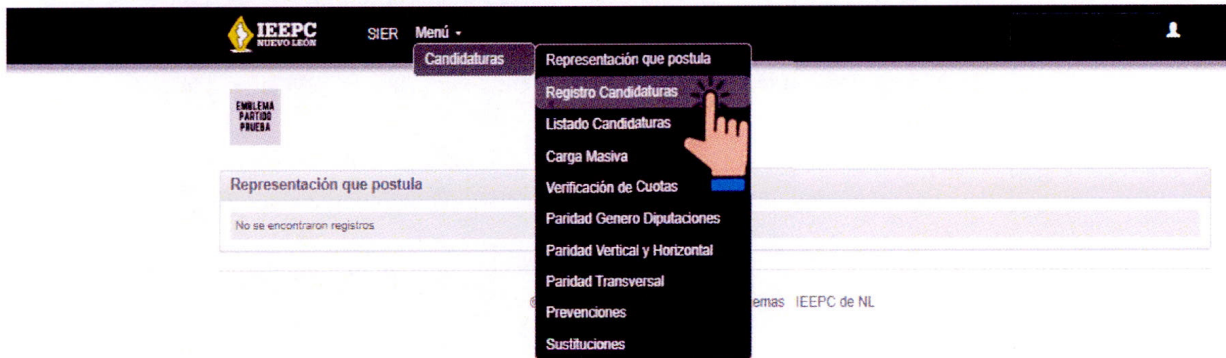 IEEPC
NUEVO LEÓN
SIER Menú
Candidaturas
Representación que postula
Registro Candidaturas
Listado Candidaturas
Carga Masiva
Verificación de Cuotas
Paridad Genero Diputaciones
Paridad Vertical y Horizontal
Paridad Transversal
Prevenciones
Sustituciones
EMBLEMA
PARTIDO
PRUEBA
Representación que postula
No se encontraron registros
IEEPC de NL